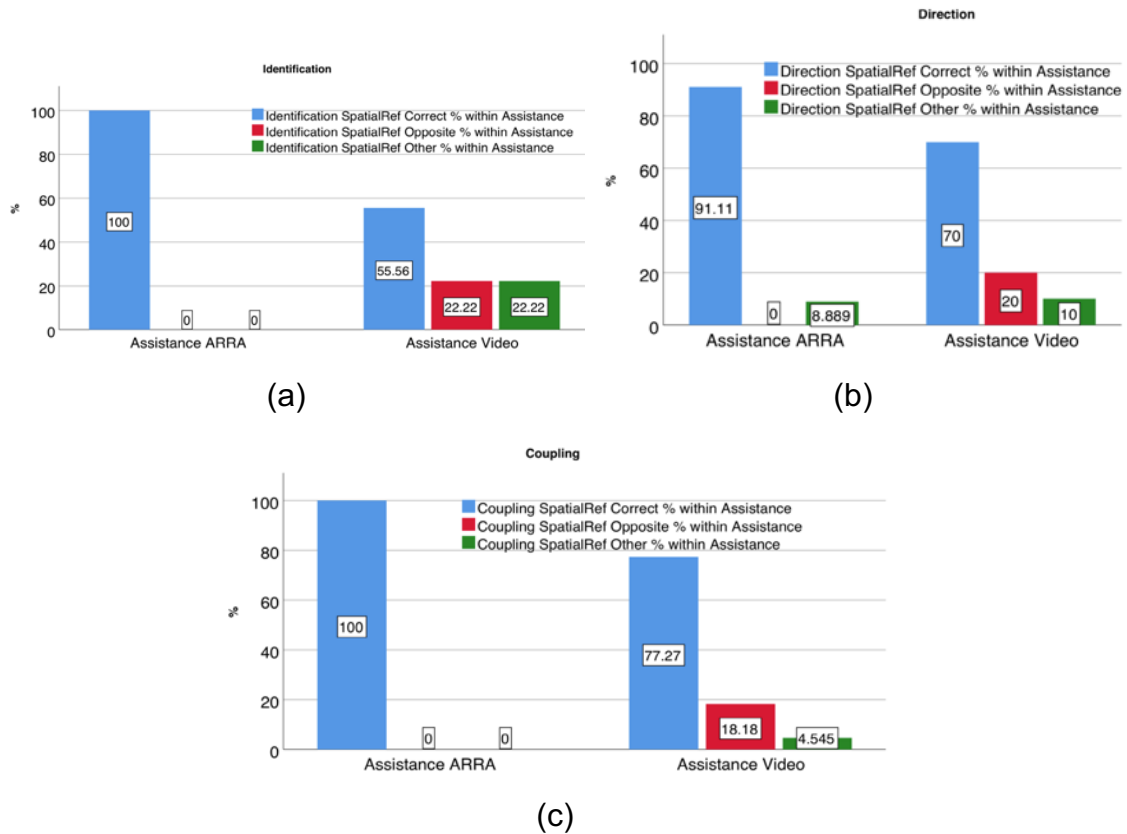 Identification
Identification SpatialRef Correct % within Assistance
Identification SpatialRef Opposite % within Assistance
Identification SpatialRef Other % within Assistance
%
100
80
60
40
20
0
100
0
0
55.56
22.22
22.22
Assistance ARRA
Assistance Video
(a)
Direction
Direction SpatialRef Correct % within Assistance
Direction SpatialRef Opposite % within Assistance
Direction SpatialRef Other % within Assistance
%
100
80
60
40
20
0
91.11
0
8.889
70
20
10
Assistance ARRA
Assistance Video
(b)
Coupling
Coupling SpatialRef Correct % within Assistance
Coupling SpatialRef Opposite % within Assistance
Coupling SpatialRef Other % within Assistance
%
100
80
60
40
20
0
100
0
0
77.27
18.18
4.545
Assistance ARRA
Assistance Video
(c)